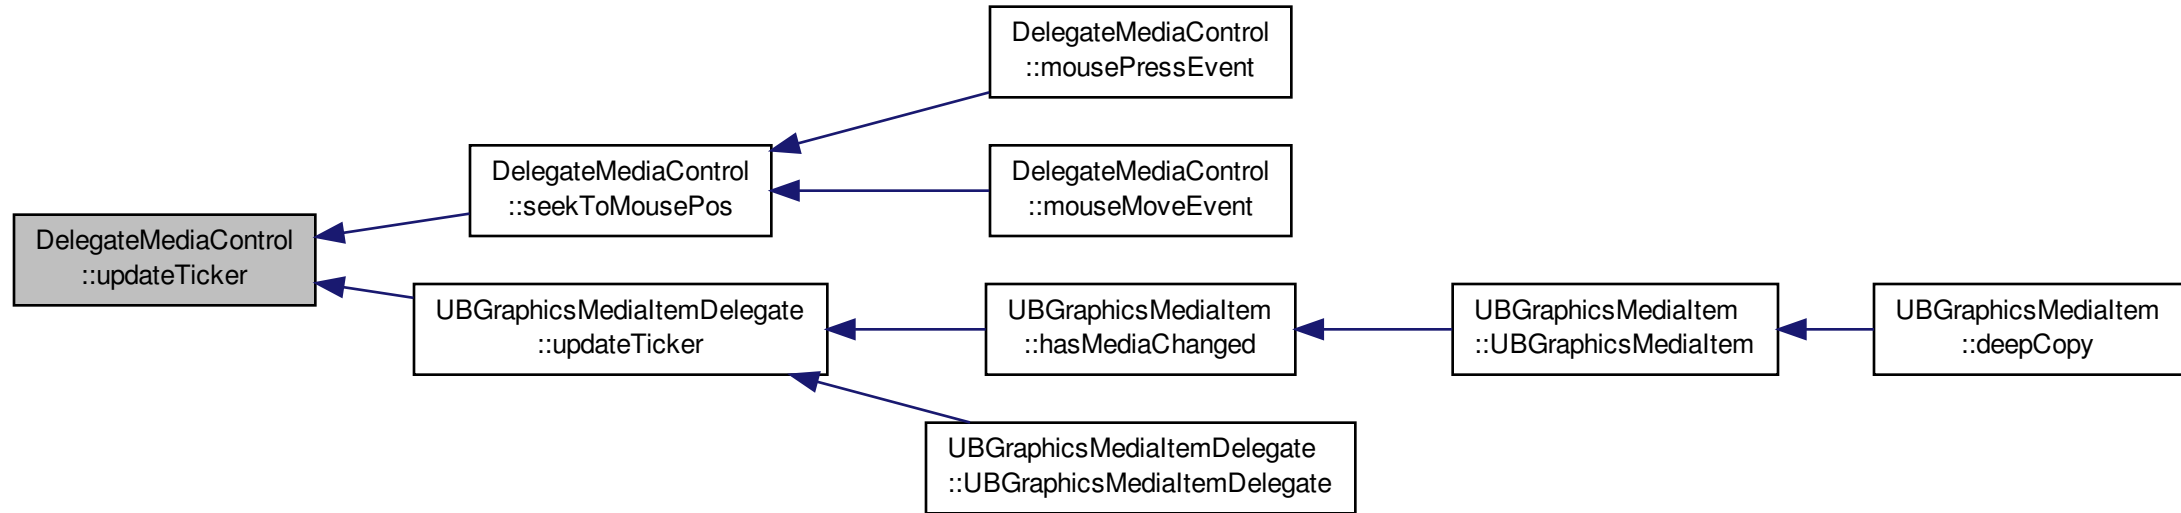 DelegateMediaControl
::mousePressEvent
DelegateMediaControl
::seekToMousePos
DelegateMediaControl
::mouseMoveEvent
DelegateMediaControl
::updateTicker
UBGraphicsMediaItemDelegate
::updateTicker
UBGraphicsMediaItem
::hasMediaChanged
UBGraphicsMediaItem
::UBGraphicsMediaItem
UBGraphicsMediaItem
::deepCopy
UBGraphicsMediaItemDelegate
::UBGraphicsMediaItemDelegate